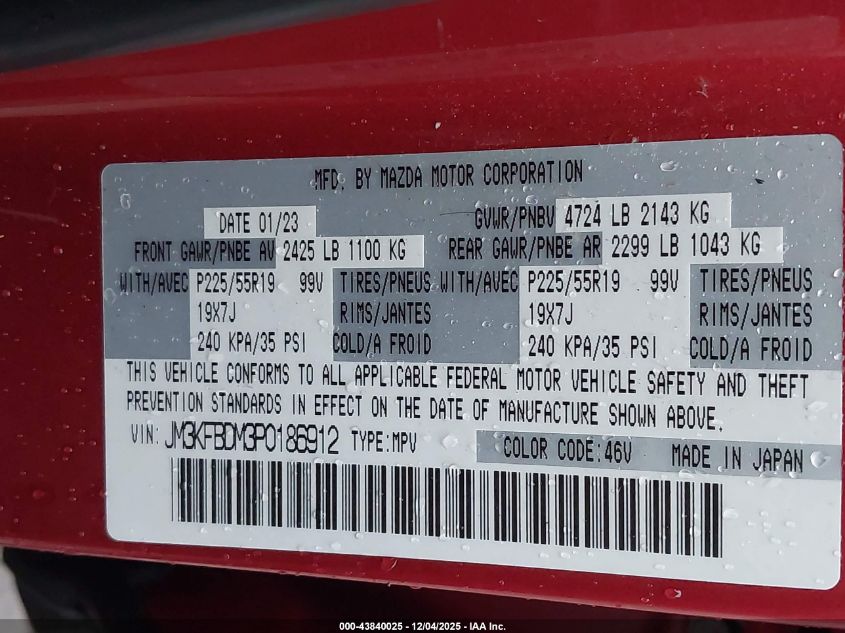 MFD. BY MAZDA MOTOR CORPORATION
DATE 01/23 GVWR/PNBV 4724 LB 2143 KG
FRONT GAWR/PNBE AV 2425 LB 1100 KG REAR GAWR/PNBE AR 2299 LB 1043 KG
WITH/AVEC P225/55R19 99V TIRES/PNEUS WITH/AVEC P225/55R19 99V TIRES/PNEUS
19X7J RIMS/JANTES 19X7J RIMS/JANTES
240 KPA/35 PSI COLD/A FROID 240 KPA/35 PSI COLD/A FROID
THIS VEHICLE CONFORMS TO ALL APPLICABLE FEDERAL MOTOR VEHICLE SAFETY AND THEFT
PREVENTION STANDARDS IN EFFECT ON THE DATE OF MANUFACTURE SHOWN ABOVE.
VIN: JM3KFBDM3P0186912 TYPE:MPV COLOR CODE:46V MADE IN JAPAN
000-43840025 - 12/04/2025 - IAA Inc.